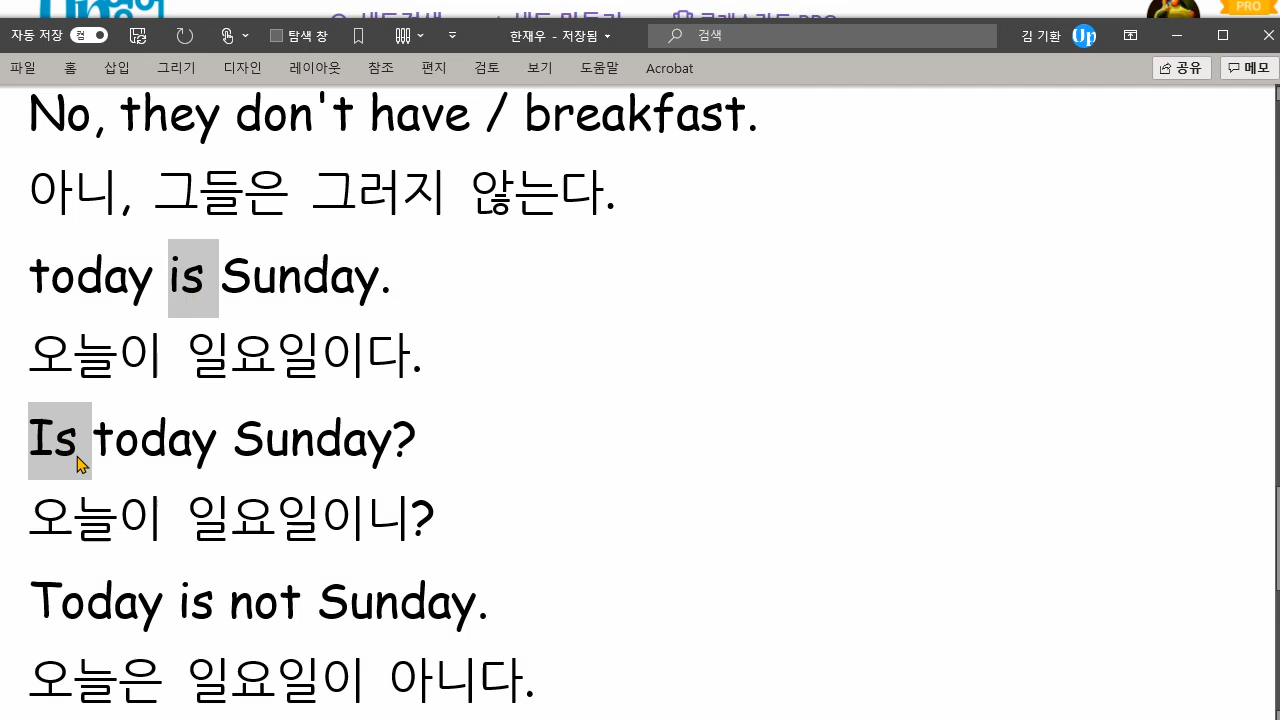 PRO
자동 저장 켬 탐색 창 한재우 - 저장됨 검색 김 기환 Up
파일 홈 삽입 그리기 디자인 레이아웃 참조 편지 검토 보기 도움말 Acrobat 공유 메모
No, they don't have / breakfast.
아니, 그들은 그러지 않는다.
today is Sunday.
오늘이 일요일이다.
Is today Sunday?
오늘이 일요일이니?
Today is not Sunday.
오늘은 일요일이 아니다.